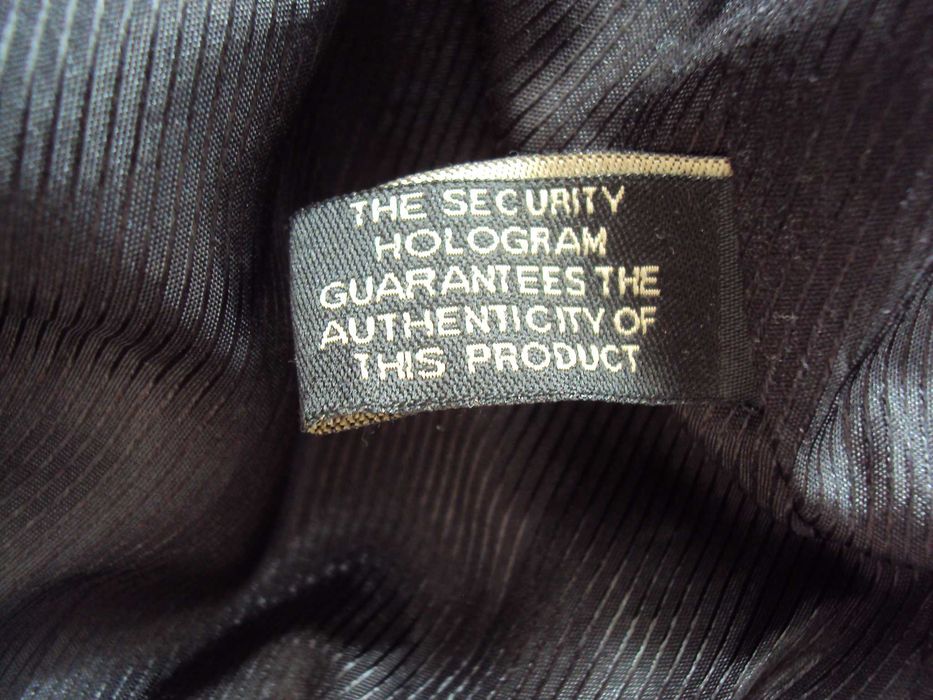 THE SECURITY
HOLOGRAM
GUARANTEES THE
AUTHENTICITY OF
THIS PRODUCT